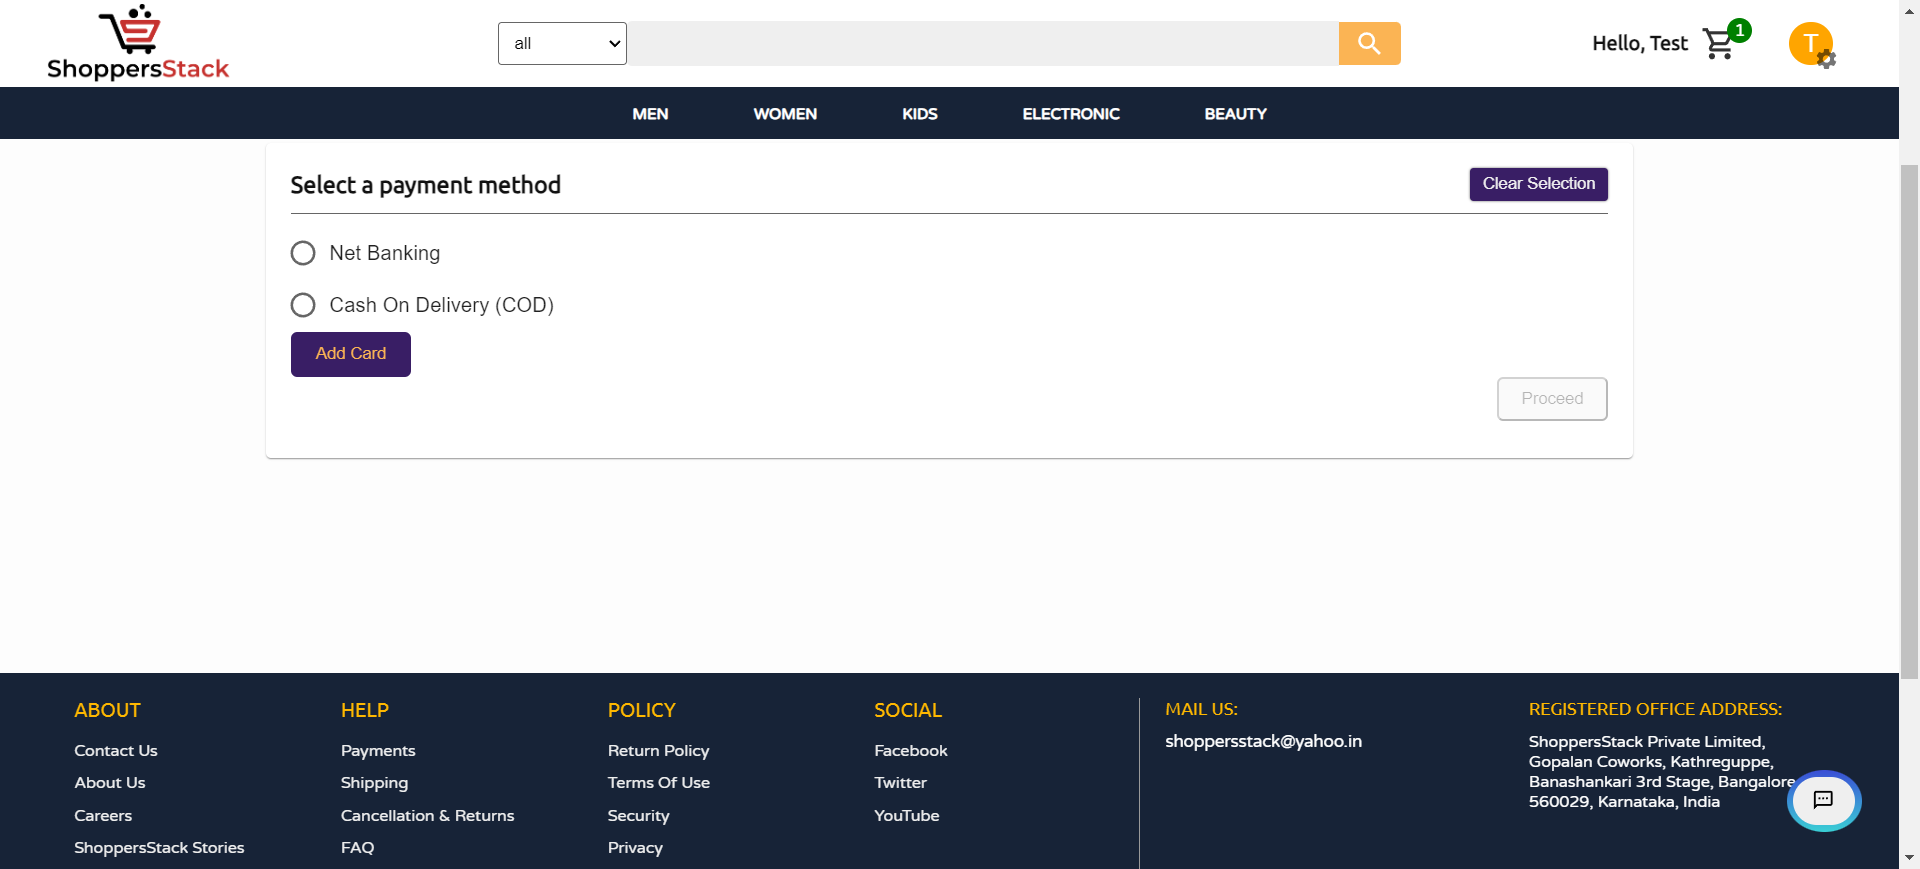 ShoppersStack
all
Hello, Test
1
T
MEN WOMEN KIDS ELECTRONIC BEAUTY
Select a payment method
Clear Selection
Net Banking
Cash On Delivery (COD)
Add Card
Proceed
ABOUT
Contact Us
About Us
Careers
ShoppersStack Stories
HELP
Payments
Shipping
Cancellation & Returns
FAQ
POLICY
Return Policy
Terms Of Use
Security
Privacy
SOCIAL
Facebook
Twitter
YouTube
MAIL US:
shoppersstack@yahoo.in
REGISTERED OFFICE ADDRESS:
ShoppersStack Private Limited,
Gopalan Coworks, Kathreguppe,
Banashankari 3rd Stage, Bangalore
560029, Karnataka, India